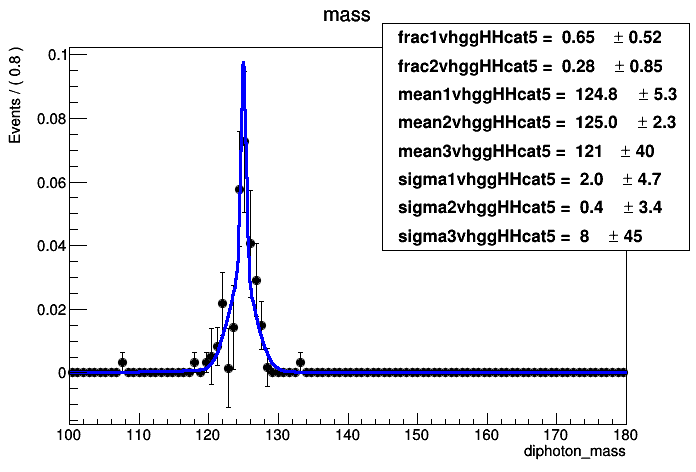 mass
frac1vhggHHcat5 = 0.65 ± 0.52
frac2vhggHHcat5 = 0.28 ± 0.85
mean1vhggHHcat5 = 124.8 ± 5.3
mean2vhggHHcat5 = 125.0 ± 2.3
mean3vhggHHcat5 = 121 ± 40
sigma1vhggHHcat5 = 2.0 ± 4.7
sigma2vhggHHcat5 = 0.4 ± 3.4
sigma3vhggHHcat5 = 8 ± 45
Events / ( 0.8 )
0.1
0.08
0.06
0.04
0.02
0
100 110 120 130 140 150 160 170 180
diphoton_mass